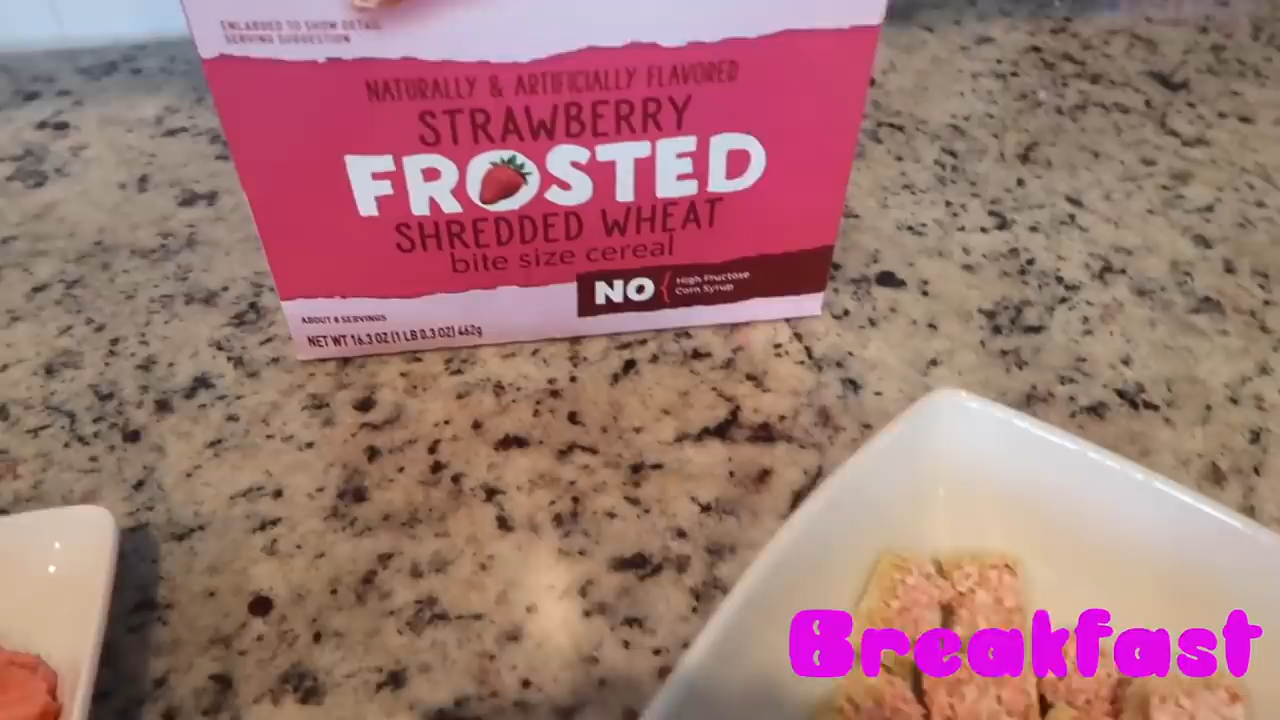 ENLARGED TO SHOW DETAIL
SERVING SUGGESTION
NATURALLY & ARTIFICIALLY FLAVORED
STRAWBERRY
FROSTED
SHREDDED WHEAT
bite size cereal
NO
High Fructose
Corn Syrup
ABOUT 8 SERVINGS
NET WT 16.3 OZ (1 LB 0.3 OZ) 462g
Breakfast